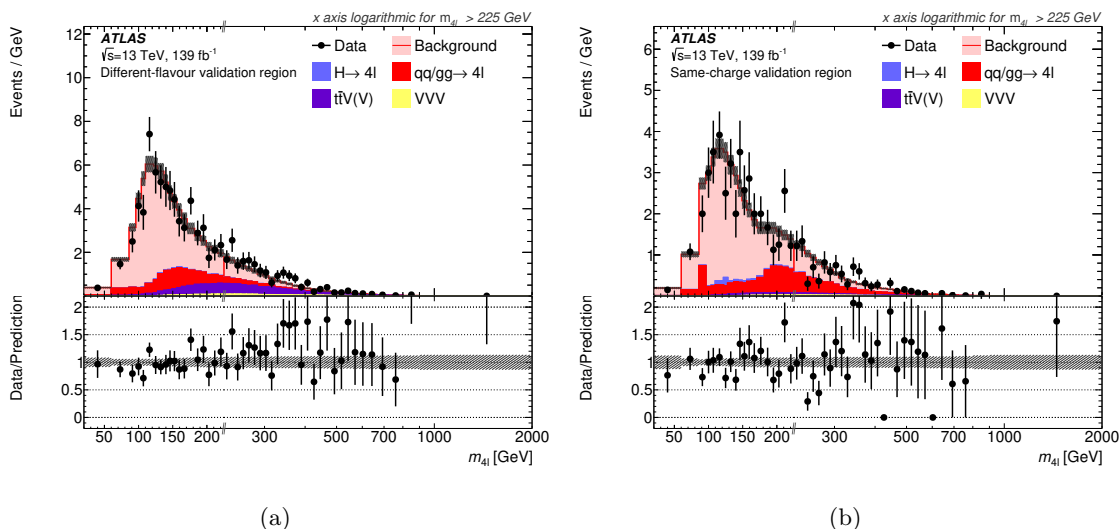 x axis logarithmic for m4l > 225 GeV
Events / GeV
12
10
8
6
4
2
ATLAS
√s=13 TeV, 139 fb-1
Different-flavour validation region
Data
Background
H→ 4l
qq/gg→ 4l
tt̄V(V)
VVV
Data/Prediction
2
1.5
1
0.5
0
50 100 150 200 300 400 500 700 1000 2000
m4l [GeV]
(a)
x axis logarithmic for m4l > 225 GeV
Events / GeV
6
5
4
3
2
1
ATLAS
√s=13 TeV, 139 fb-1
Same-charge validation region
Data
Background
H→ 4l
qq/gg→ 4l
tt̄V(V)
VVV
Data/Prediction
2
1.5
1
0.5
0
50 100 150 200 300 400 500 700 1000 2000
m4l [GeV]
(b)